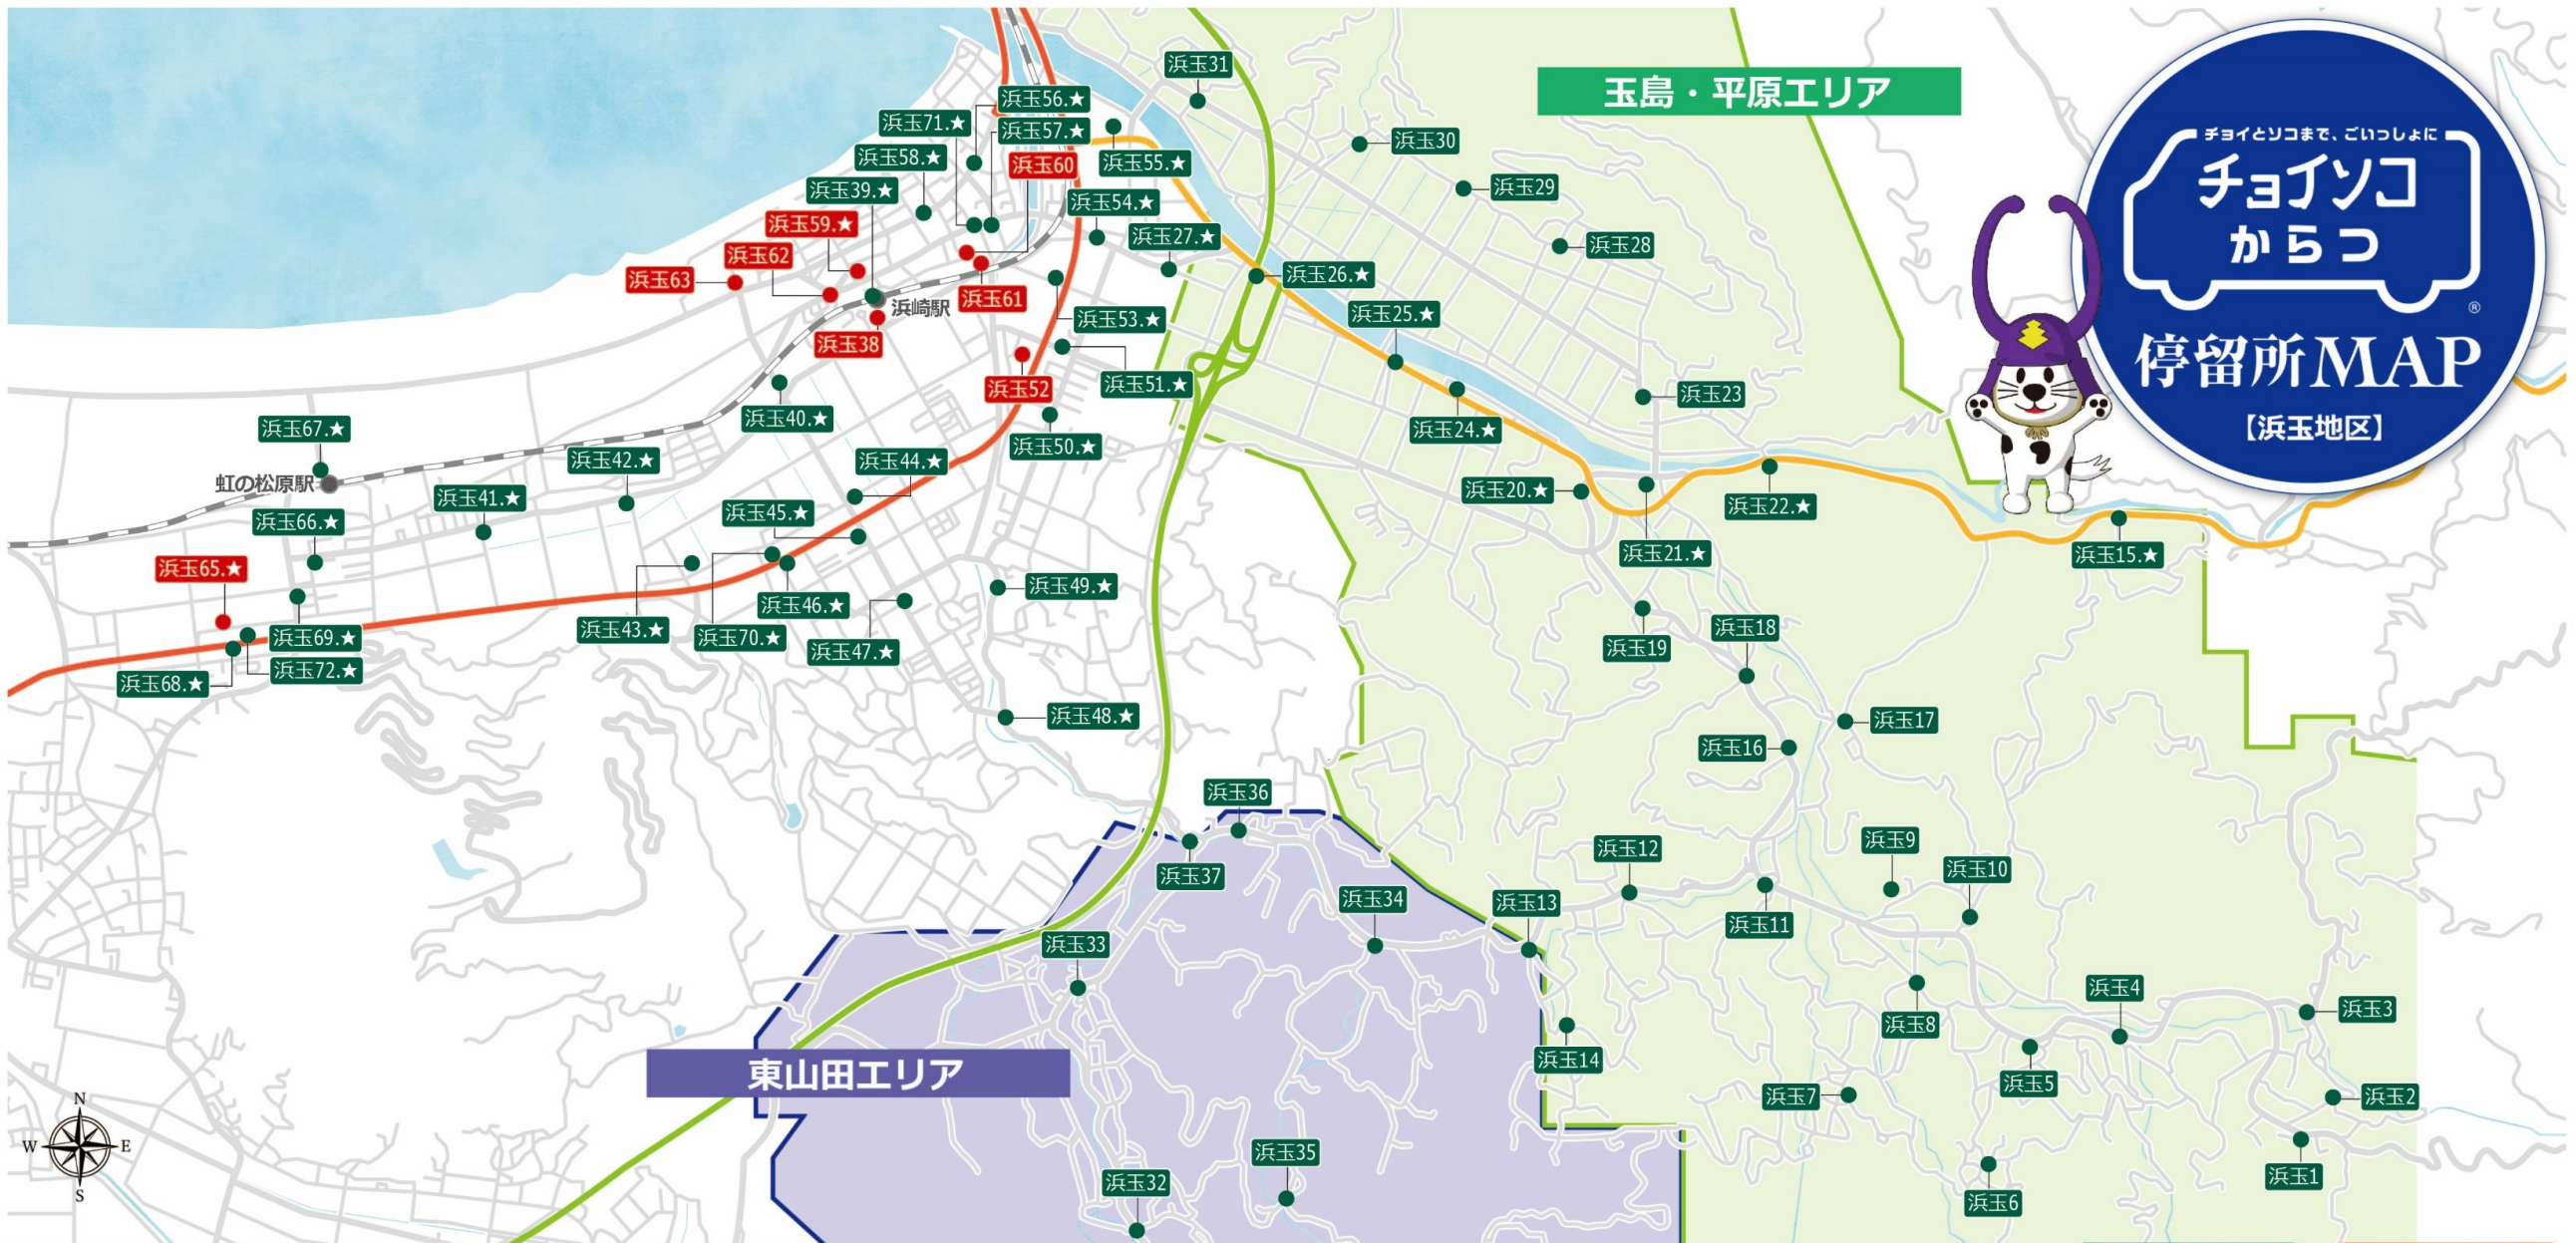 浜玉31
玉島・平原エリア
浜玉56.★
浜玉71.★
浜玉57.★
浜玉30
チョイとソコまで、ごいっしょに
チョイソコ
からつ
®
停留所MAP
【浜玉地区】
浜玉58.★
浜玉60
浜玉55.★
浜玉39.★
浜玉29
浜玉54.★
浜玉59.★
浜玉27.★
浜玉28
浜玉62
浜玉63
浜玉26.★
浜玉61
浜崎駅
浜玉25.★
浜玉53.★
浜玉38
浜玉51.★
浜玉52
浜玉23
浜玉40.★
浜玉67.★
浜玉24.★
浜玉50.★
浜玉42.★
浜玉44.★
虹の松原駅
浜玉20.★
浜玉41.★
浜玉22.★
浜玉45.★
浜玉66.★
浜玉21.★
浜玉15.★
浜玉65.★
浜玉49.★
浜玉46.★
浜玉43.★
浜玉70.★
浜玉69.★
浜玉18
浜玉19
浜玉47.★
浜玉72.★
浜玉68.★
浜玉48.★
浜玉17
浜玉16
浜玉36
浜玉9
浜玉12
浜玉10
浜玉37
浜玉34
浜玉13
浜玉11
浜玉33
浜玉4
浜玉3
浜玉8
浜玉14
東山田エリア
浜玉5
浜玉7
浜玉2
N
W
E
S
浜玉35
浜玉1
浜玉32
浜玉6